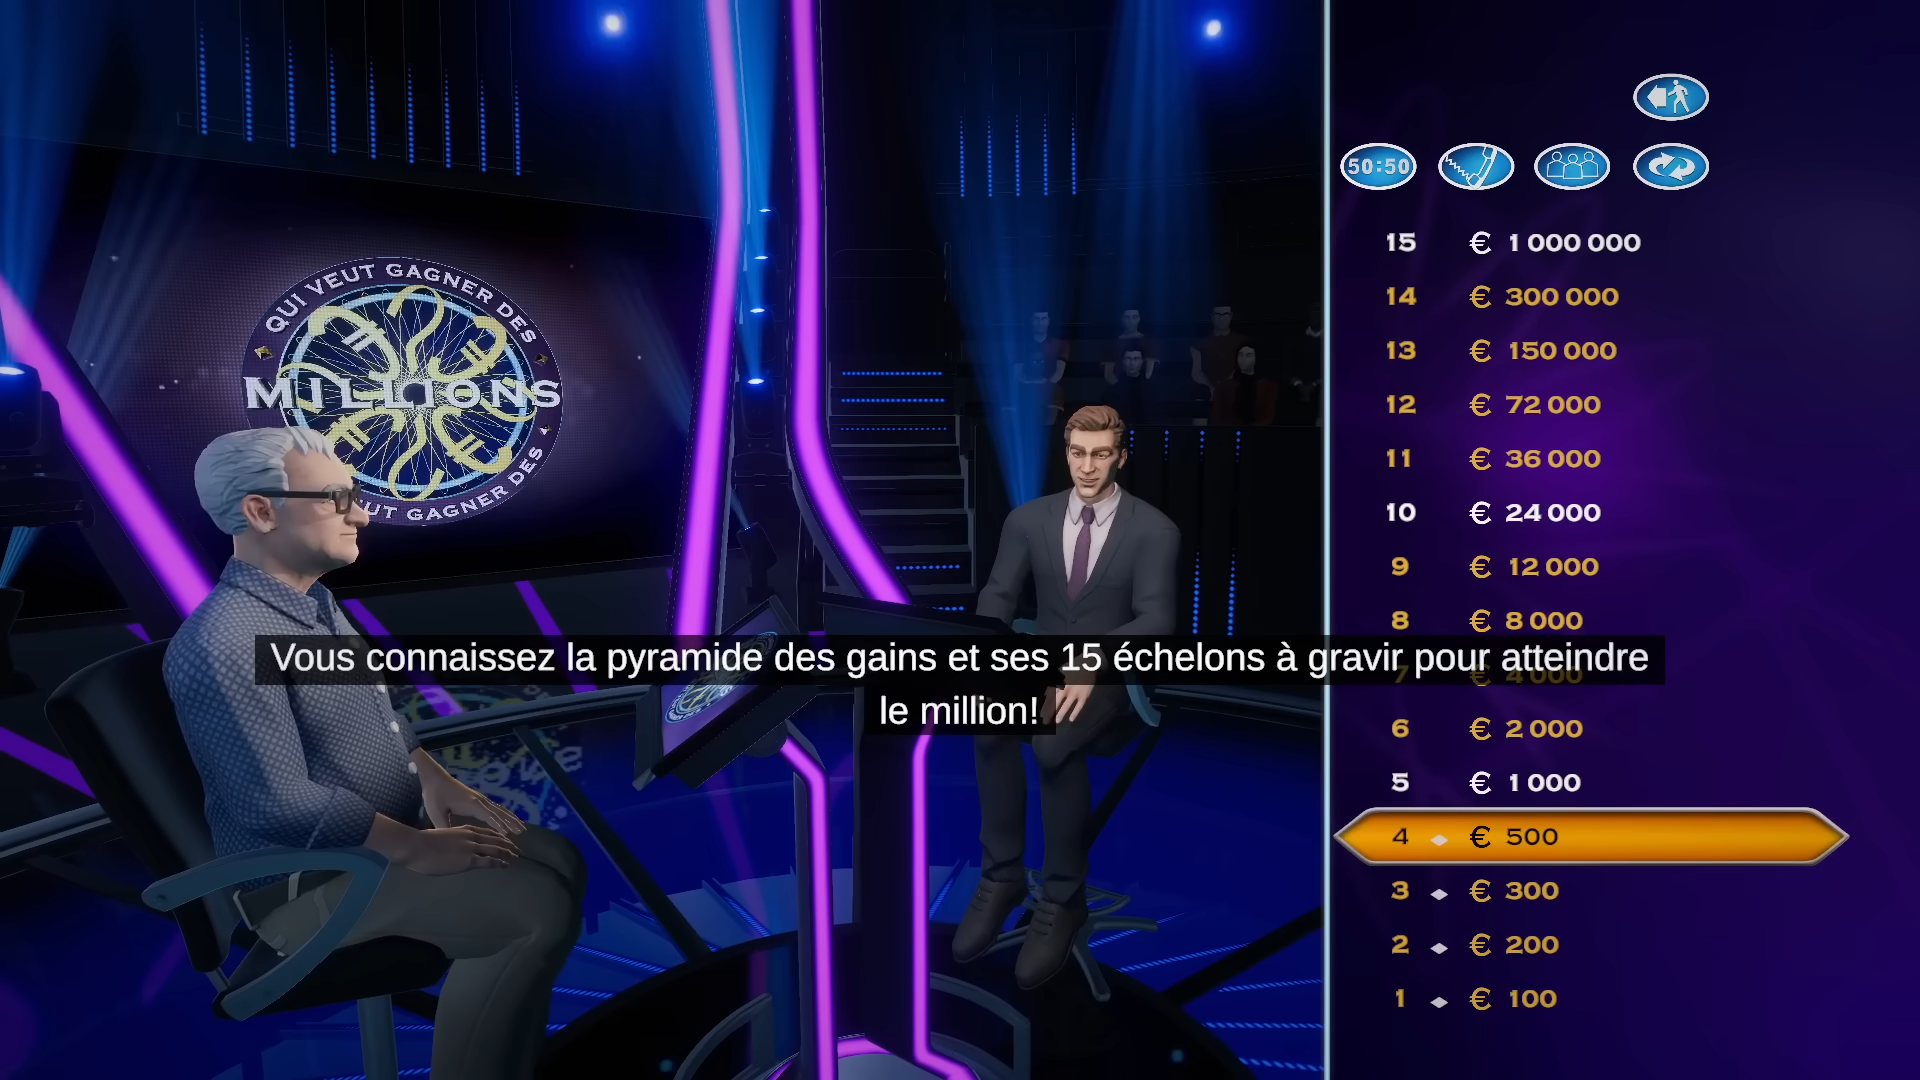 QUI VEUT GAGNER DES
MILLIONS
UT GAGNER DES
50:50
15 € 1 000 000
14 € 300 000
13 € 150 000
12 € 72 000
11 € 36 000
10 € 24 000
9 € 12 000
8 € 8 000
7 € 4 000
6 € 2 000
5 € 1 000
4 € 500
3 € 300
2 € 200
1 € 100
Vous connaissez la pyramide des gains et ses 15 échelons à gravir pour atteindre
le million!